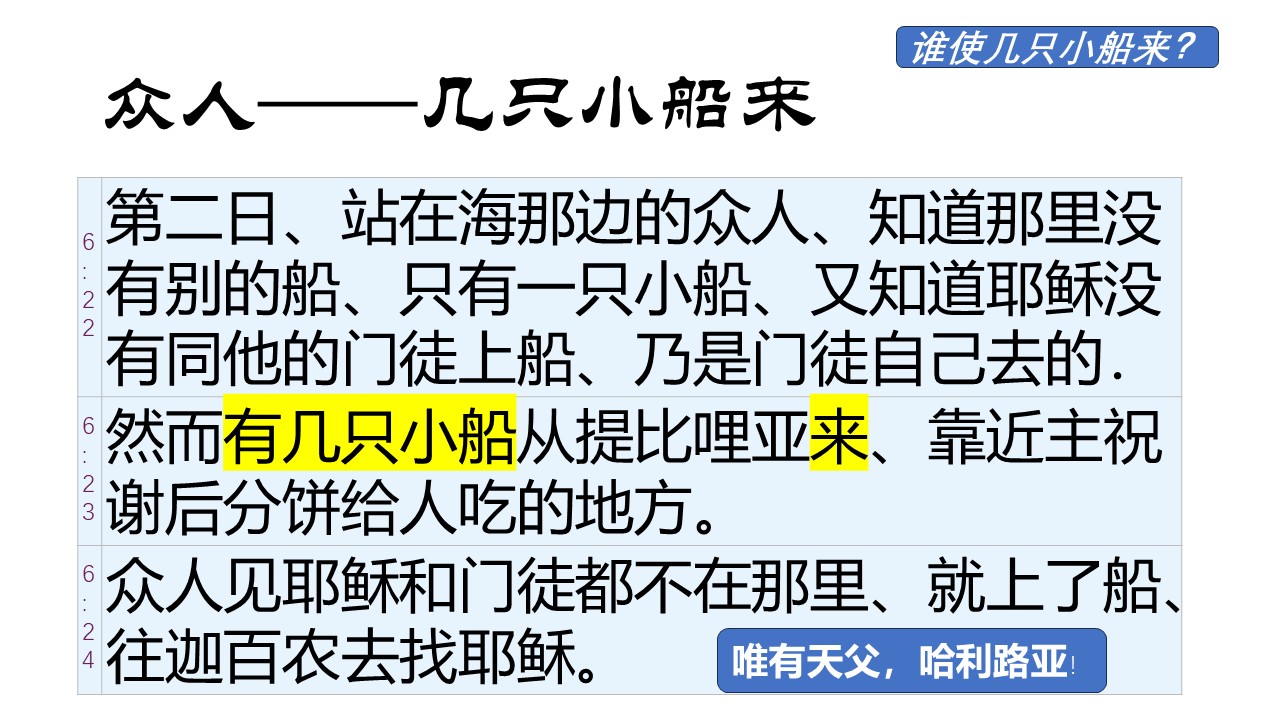 谁使几只小船来？
众人——几只小船来
6:22
第二日、站在海那边的众人、知道那里没
有别的船、只有一只小船、又知道耶稣没
有同他的门徒上船、乃是门徒自己去的．
6:23
然而有几只小船从提比哩亚来、靠近主祝
谢后分饼给人吃的地方。
6:24
众人见耶稣和门徒都不在那里、就上了船、
往迦百农去找耶稣。
唯有天父，哈利路亚！